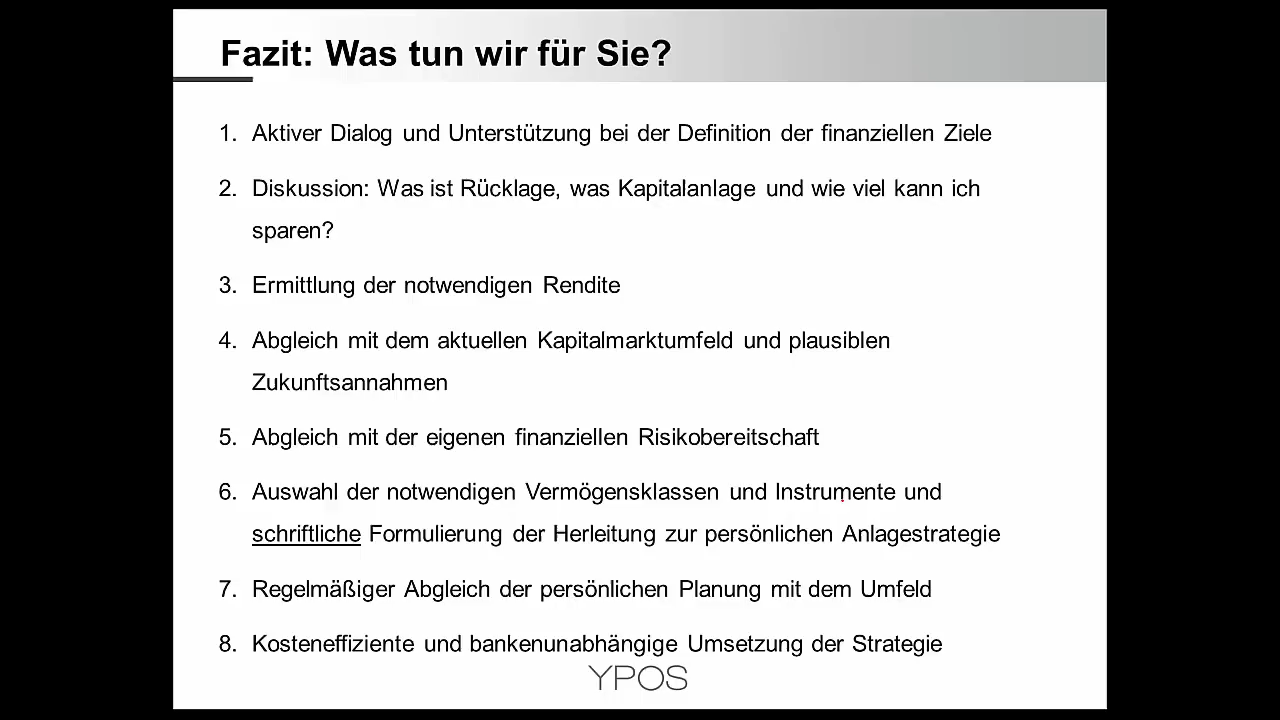 Fazit: Was tun wir für Sie?
1. Aktiver Dialog und Unterstützung bei der Definition der finanziellen Ziele
2. Diskussion: Was ist Rücklage, was Kapitalanlage und wie viel kann ich
sparen?
3. Ermittlung der notwendigen Rendite
4. Abgleich mit dem aktuellen Kapitalmarktumfeld und plausiblen
Zukunftsannahmen
5. Abgleich mit der eigenen finanziellen Risikobereitschaft
6. Auswahl der notwendigen Vermögensklassen und Instrumente und
schriftliche Formulierung der Herleitung zur persönlichen Anlagestrategie
7. Regelmäßiger Abgleich der persönlichen Planung mit dem Umfeld
8. Kosteneffiziente und bankenunabhängige Umsetzung der Strategie
YPOS